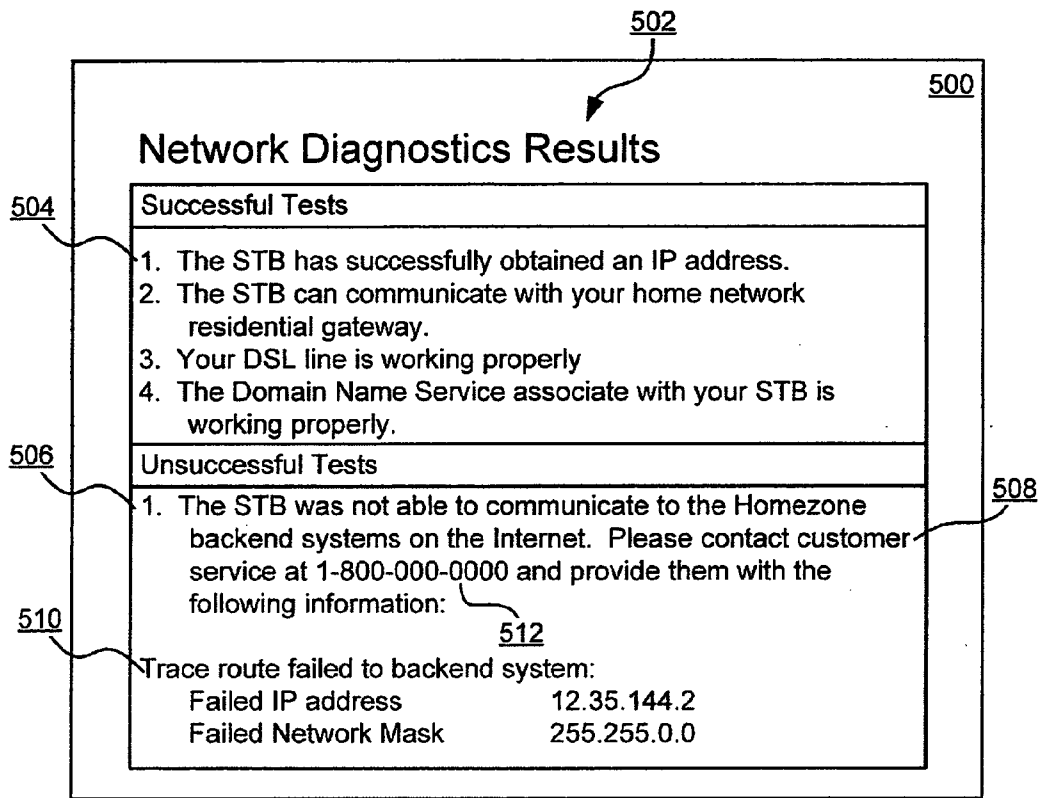 502
500
Network Diagnostics Results
504
Successful Tests
1. The STB has successfully obtained an IP address.
2. The STB can communicate with your home network
residential gateway.
3. Your DSL line is working properly
4. The Domain Name Service associate with your STB is
working properly.
506
Unsuccessful Tests
1. The STB was not able to communicate to the Homezone
508
backend systems on the Internet. Please contact customer
service at 1-800-000-0000 and provide them with the
following information:
510
512
Trace route failed to backend system:
Failed IP address 12.35.144.2
Failed Network Mask 255.255.0.0